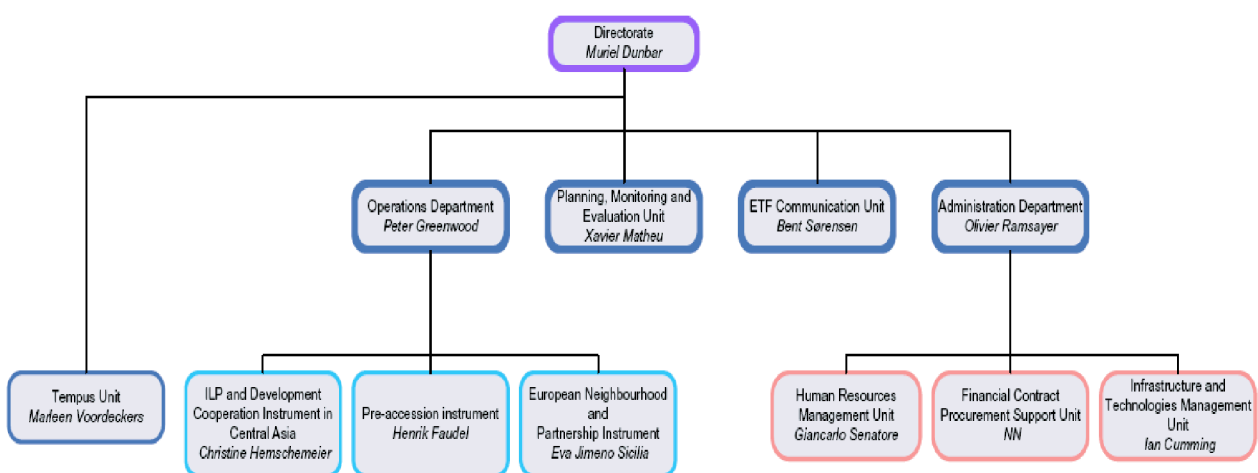 Directorate
Muriel Dunbar
Operations Department
Peter Greenwood
Planning, Monitoring and
Evaluation Unit
Xavier Matheu
ETF Communication Unit
Bent Sørensen
Administration Department
Olivier Ramsayer
Tempus Unit
Marleen Voordeckers
ILP and Development
Cooperation Instrument in
Central Asia
Christine Hemschemeier
Pre-accession instrument
Henrik Faudel
European Neighbourhood
and
Partnership Instrument
Eva Jimeno Sicilia
Human Resources
Management Unit
Giancarlo Senatore
Financial Contract
Procurement Support Unit
NN
Infrastructure and
Technologies Management
Unit
Ian Cumming